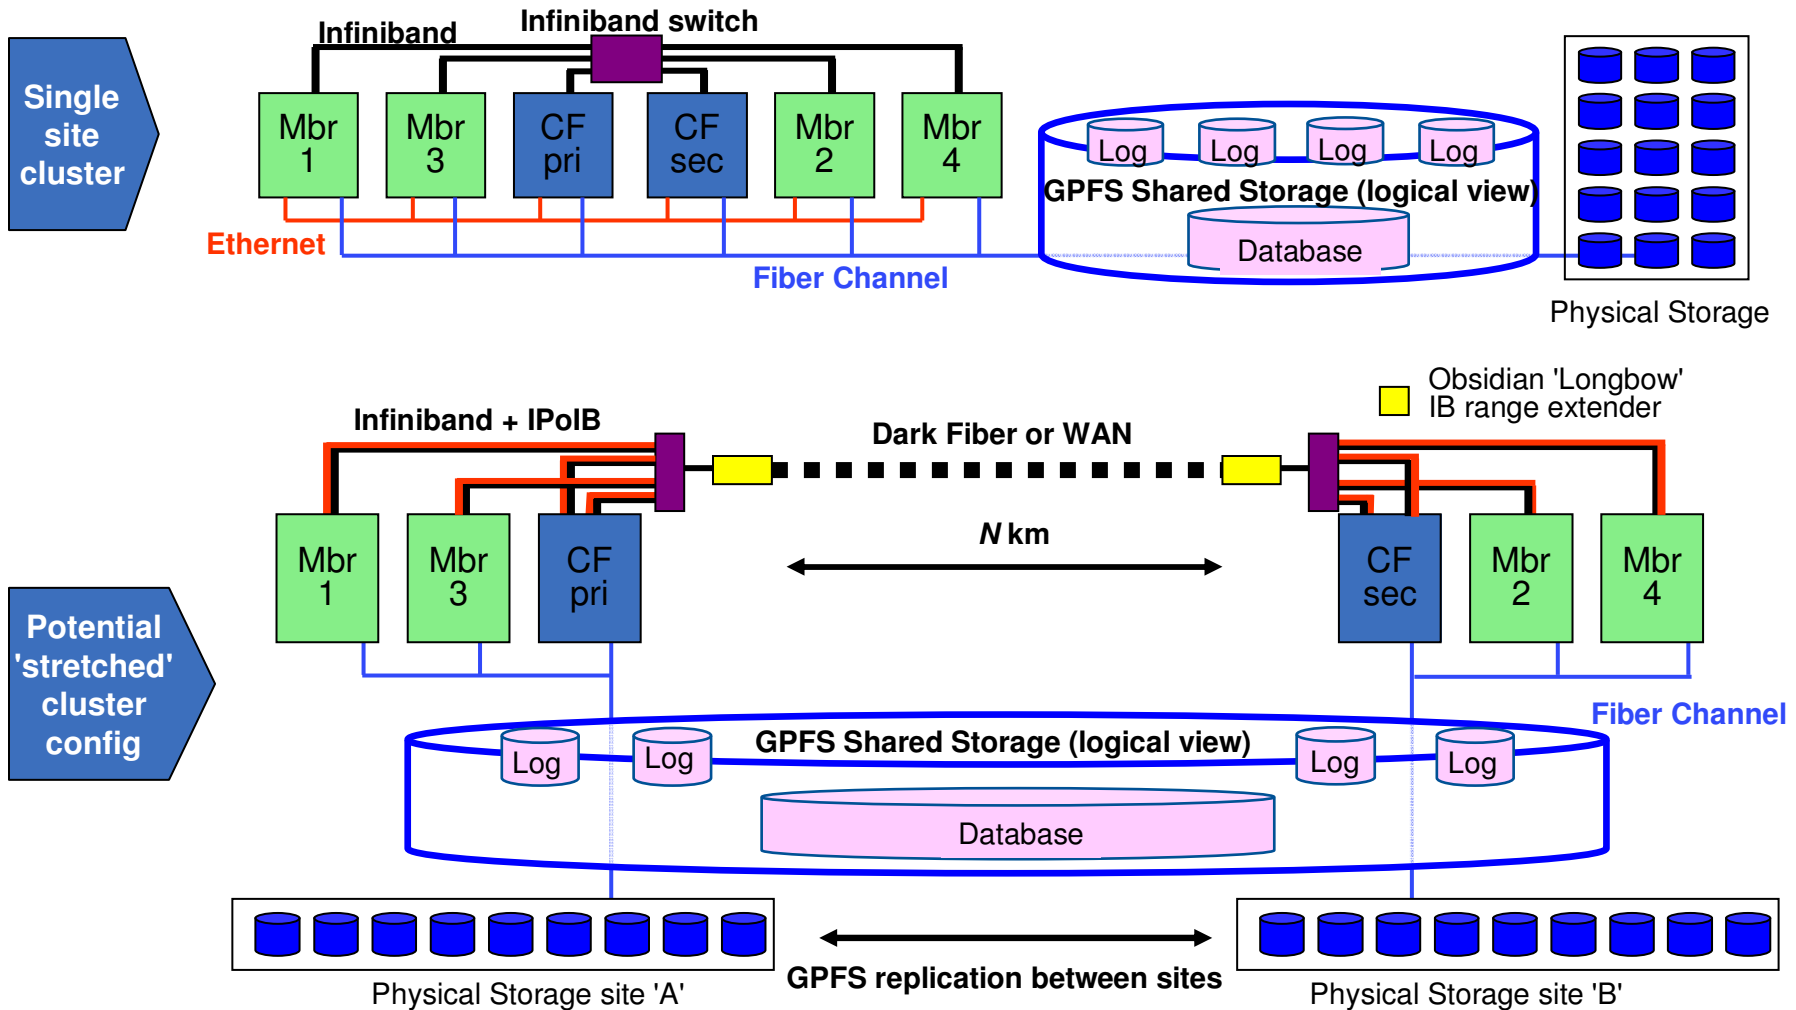 Infiniband switch
Infiniband
Single
site
cluster
Mbr
1
Mbr
3
CF
pri
CF
sec
Mbr
2
Mbr
4
Log
Log
Log
Log
GPFS Shared Storage (logical view)
Database
Ethernet
Fiber Channel
Physical Storage
Obsidian 'Longbow'
IB range extender
Infiniband + IPoIB
Dark Fiber or WAN
N km
Mbr
1
Mbr
3
CF
pri
CF
sec
Mbr
2
Mbr
4
Potential
'stretched'
cluster
config
Fiber Channel
GPFS Shared Storage (logical view)
Log
Log
Log
Log
Database
GPFS replication between sites
Physical Storage site 'A'
Physical Storage site 'B'